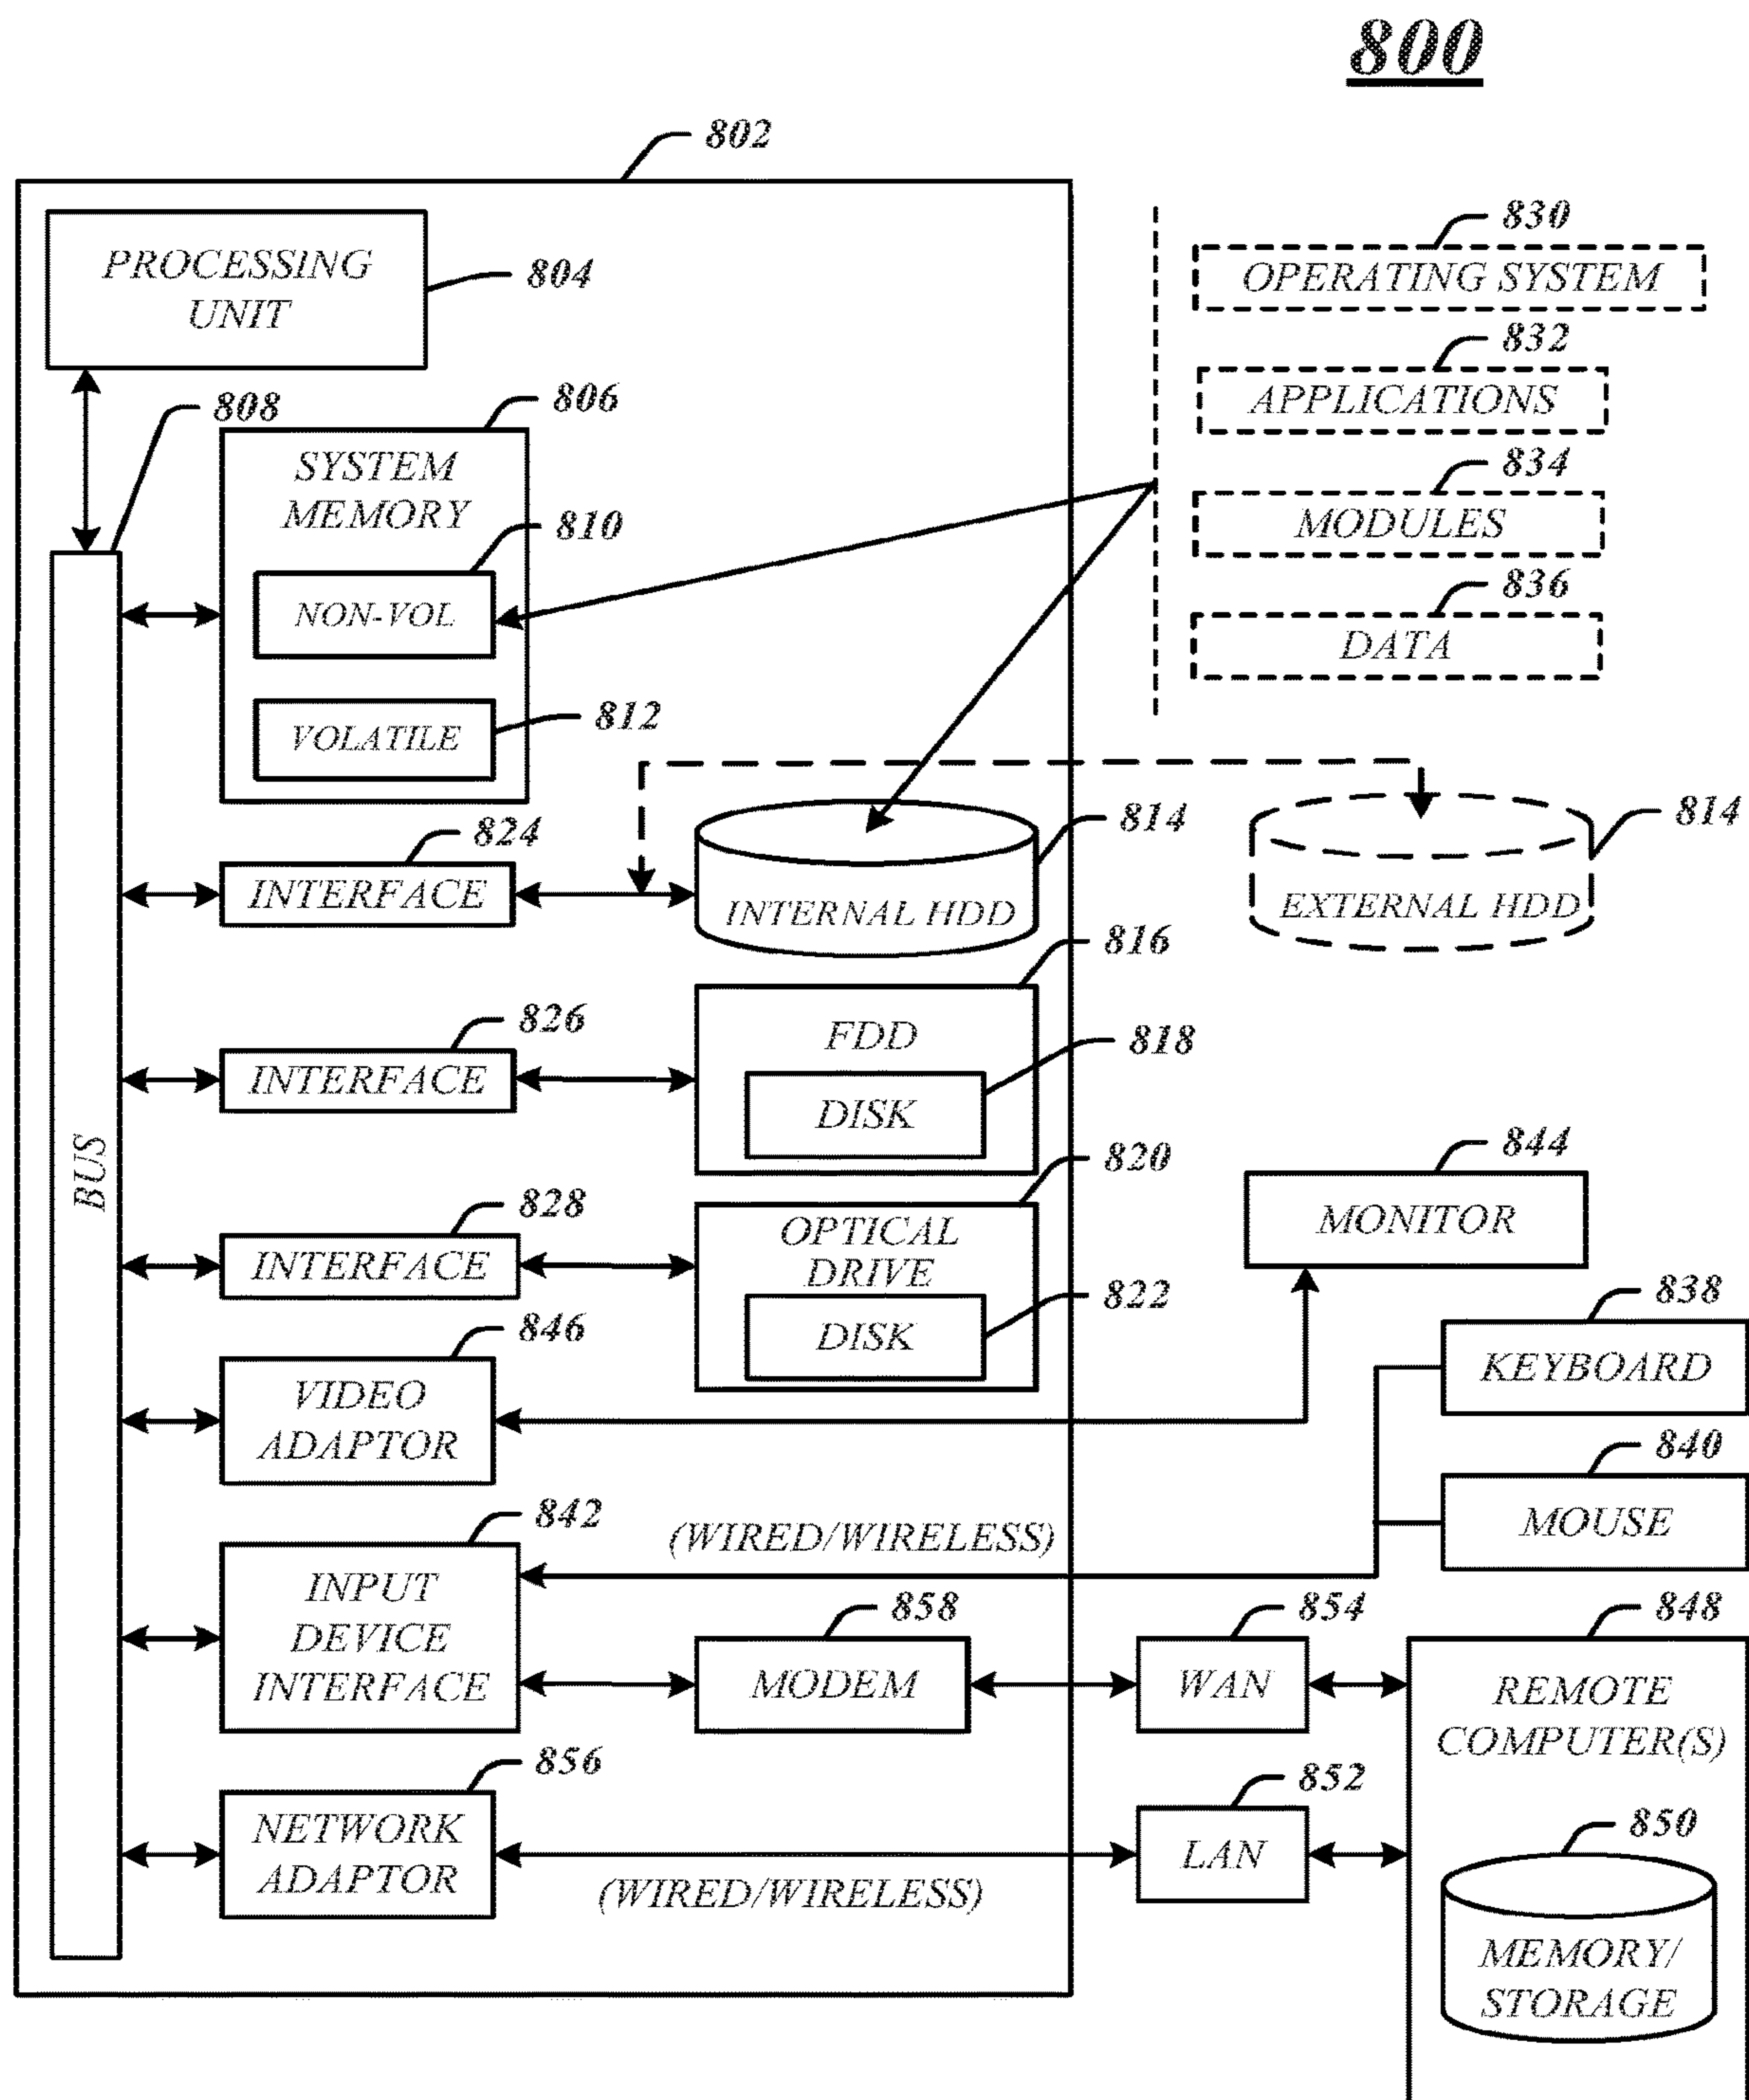 800
802
PROCESSING
UNIT
804
830
OPERATING SYSTEM
832
APPLICATIONS
834
MODULES
836
DATA
808
806
SYSTEM
MEMORY
810
NON-VOL
812
VOLATILE
824
INTERFACE
814
INTERNAL HDD
814
EXTERNAL HDD
816
826
INTERFACE
FDD
818
DISK
BUS
820
828
INTERFACE
OPTICAL
DRIVE
822
DISK
844
MONITOR
846
VIDEO
ADAPTOR
838
KEYBOARD
840
MOUSE
842
(WIRED/WIRELESS)
INPUT
DEVICE
INTERFACE
858
MODEM
854
WAN
848
REMOTE
COMPUTER(S)
856
NETWORK
ADAPTOR
(WIRED/WIRELESS)
852
LAN
850
MEMORY/
STORAGE